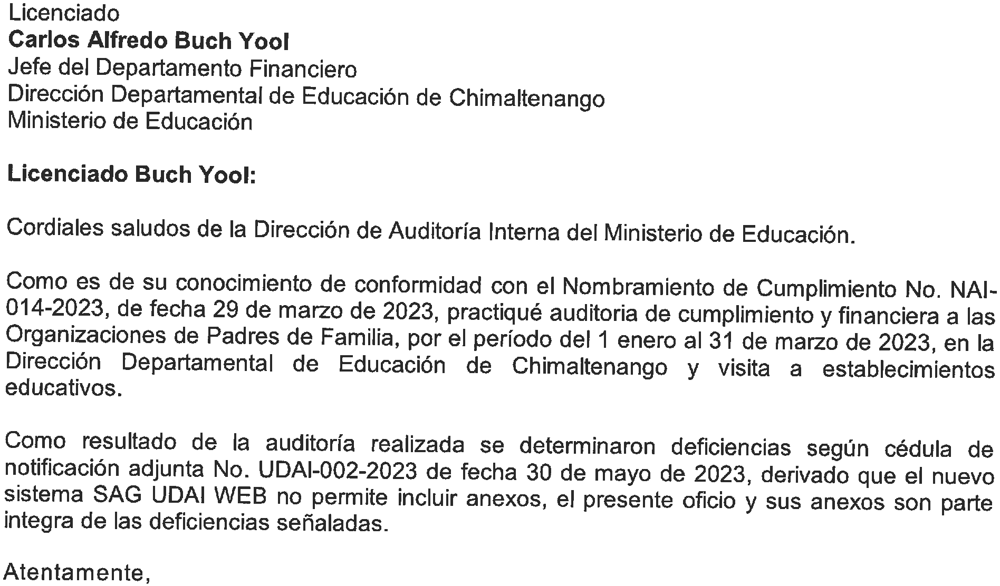 Licenciado
Carlos Alfredo Buch Yool
Jefe del Departamento Financiero
Dirección Departamental de Educación de Chimaltenango
Ministerio de Educación
Licenciado Buch Yool:
Cordiales saludos de la Dirección de Auditoría Interna del Ministerio de Educación.
Como es de su conocimiento de conformidad con el Nombramiento de Cumplimiento No. NAI-
014-2023, de fecha 29 de marzo de 2023, practiqué auditoria de cumplimiento y financiera a las
Organizaciones de Padres de Familia, por el período del 1 enero al 31 de marzo de 2023, en la
Dirección Departamental de Educación de Chimaltenango y visita a establecimientos
educativos.
Como resultado de la auditoría realizada se determinaron deficiencias según cédula de
notificación adjunta No. UDAI-002-2023 de fecha 30 de mayo de 2023, derivado que el nuevo
sistema SAG UDAI WEB no permite incluir anexos, el presente oficio y sus anexos son parte
integra de las deficiencias señaladas.
Atentamente,